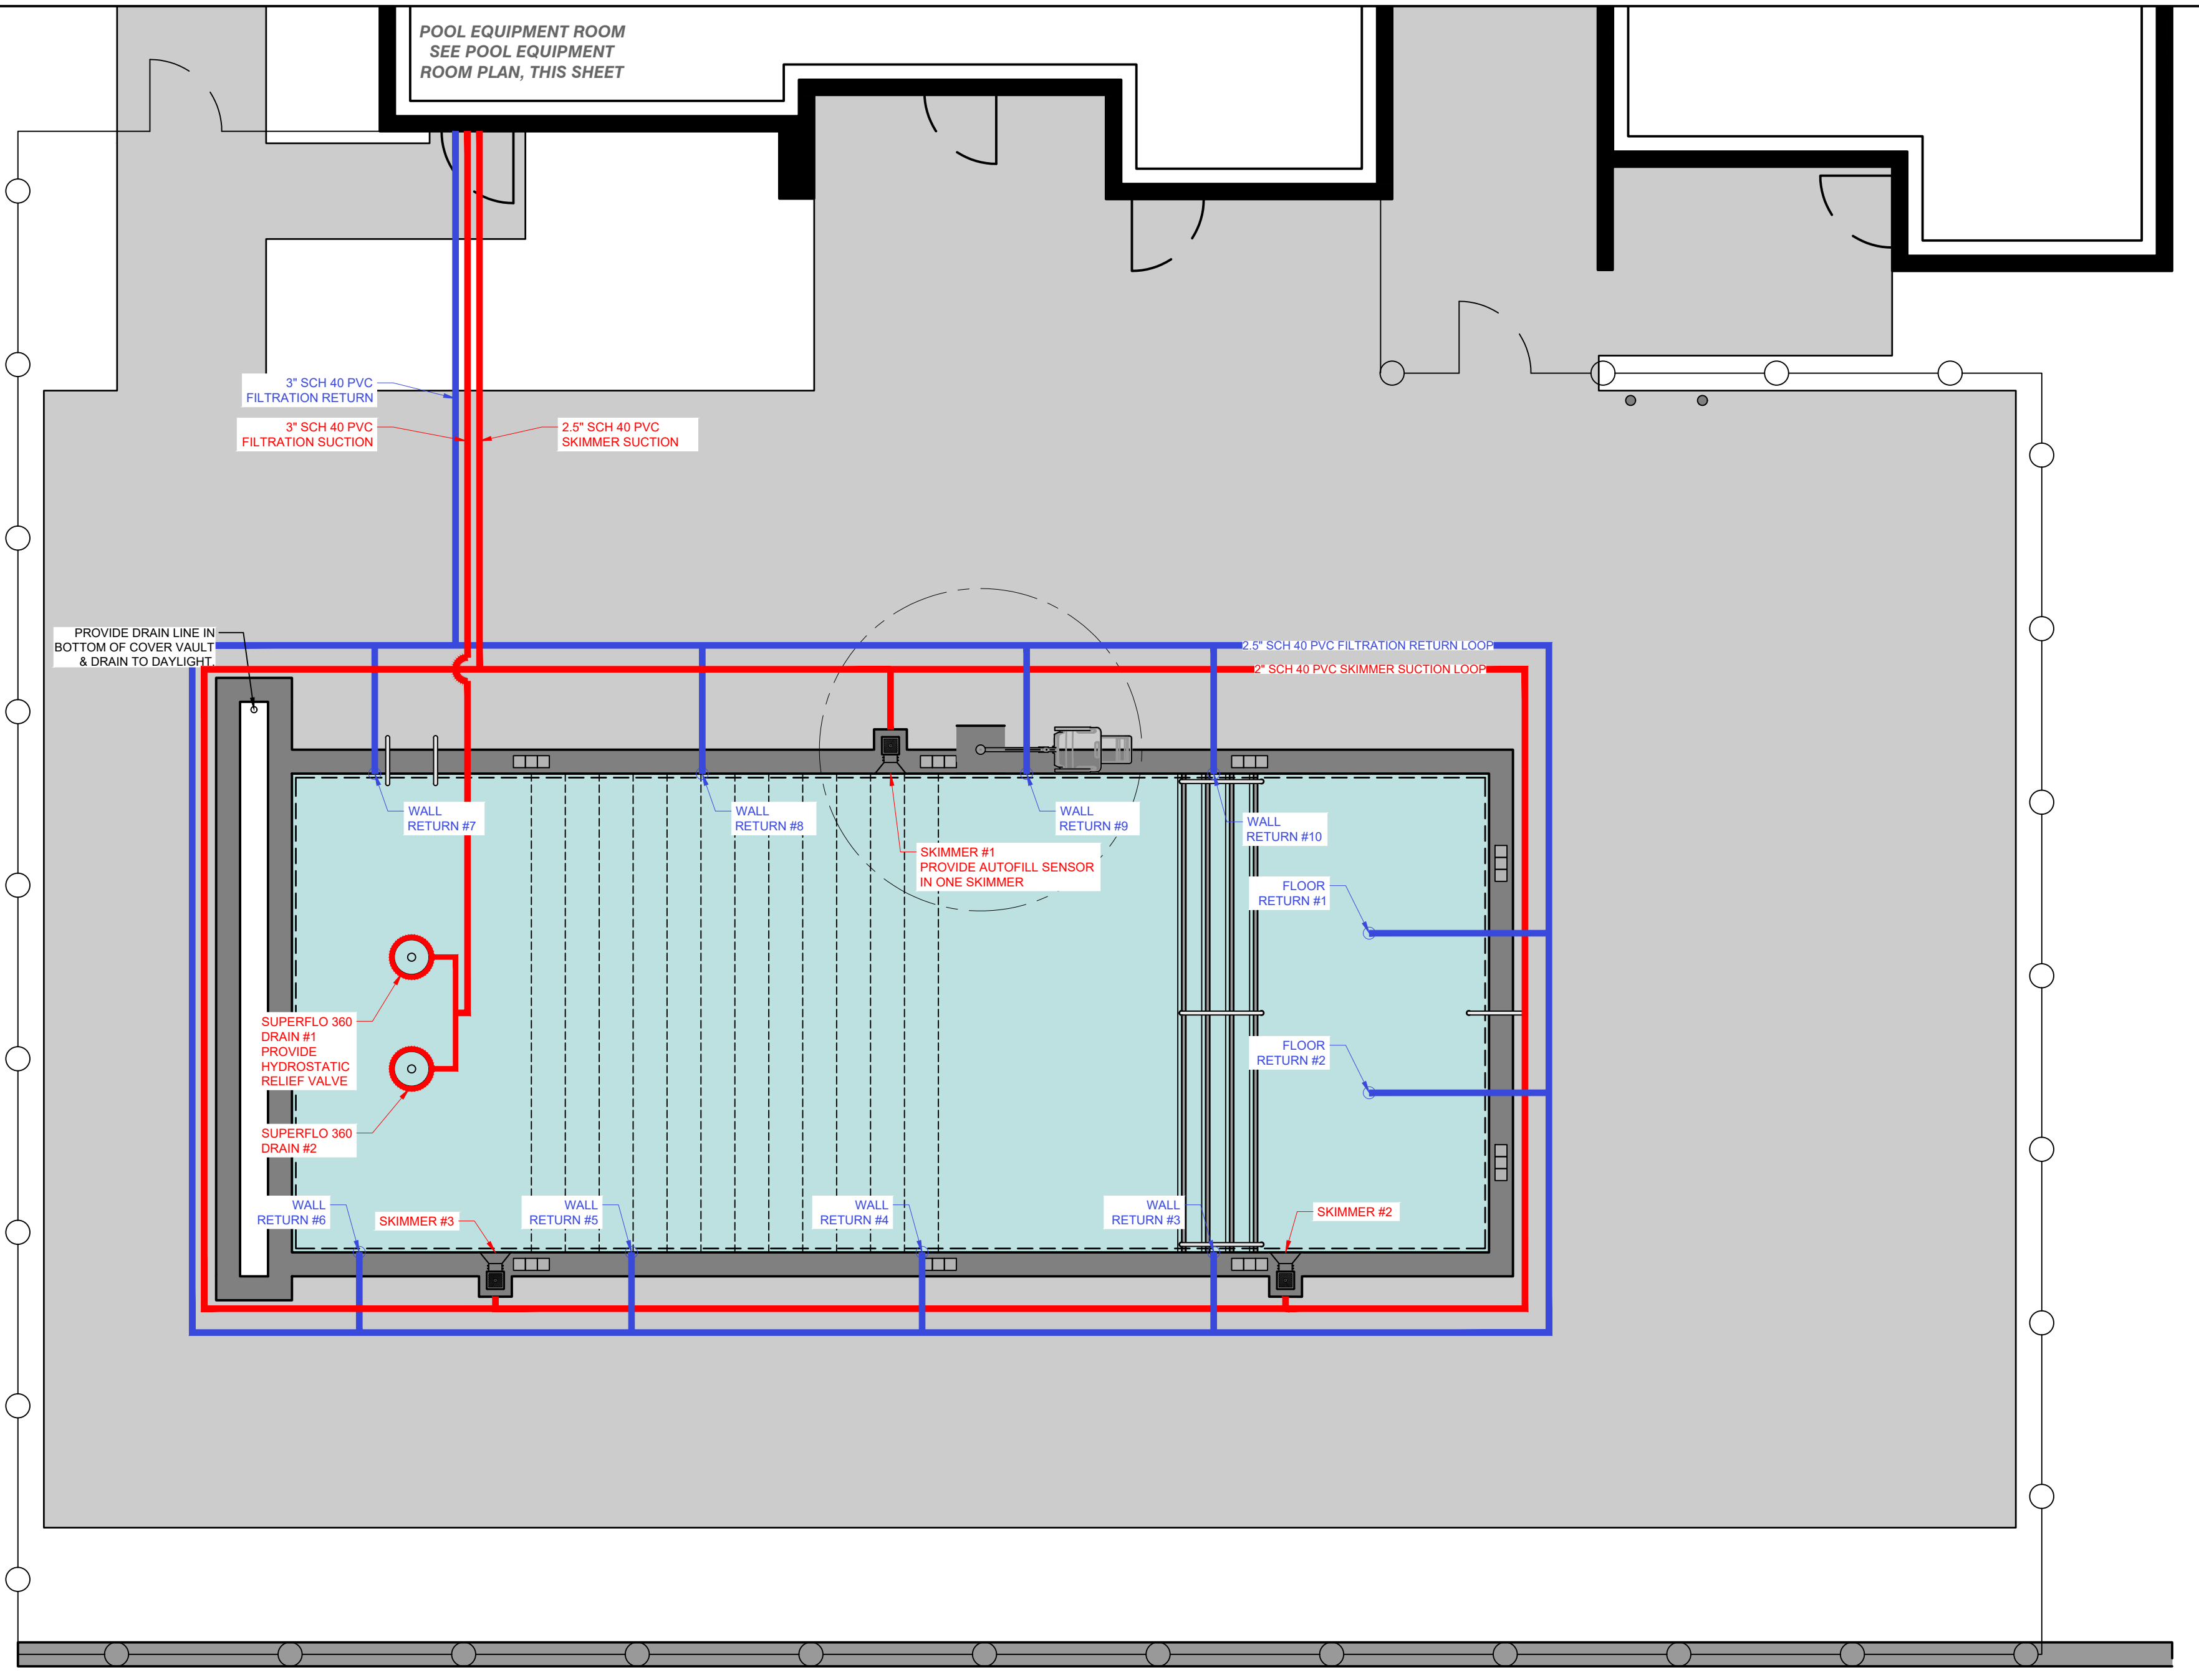 POOL EQUIPMENT ROOM
SEE POOL EQUIPMENT
ROOM PLAN, THIS SHEET
3" SCH 40 PVC
FILTRATION RETURN
3" SCH 40 PVC
FILTRATION SUCTION
2.5" SCH 40 PVC
SKIMMER SUCTION
PROVIDE DRAIN LINE IN
BOTTOM OF COVER VAULT
& DRAIN TO DAYLIGHT.
2.5" SCH 40 PVC FILTRATION RETURN LOOP
2" SCH 40 PVC SKIMMER SUCTION LOOP
WALL
RETURN #7
WALL
RETURN #8
WALL
RETURN #9
WALL
RETURN #10
SKIMMER #1
PROVIDE AUTOFILL SENSOR
IN ONE SKIMMER
FLOOR
RETURN #1
SUPERFLO 360
DRAIN #1
PROVIDE
HYDROSTATIC
RELIEF VALVE
FLOOR
RETURN #2
SUPERFLO 360
DRAIN #2
WALL
RETURN #6
SKIMMER #3
WALL
RETURN #5
WALL
RETURN #4
WALL
RETURN #3
SKIMMER #2